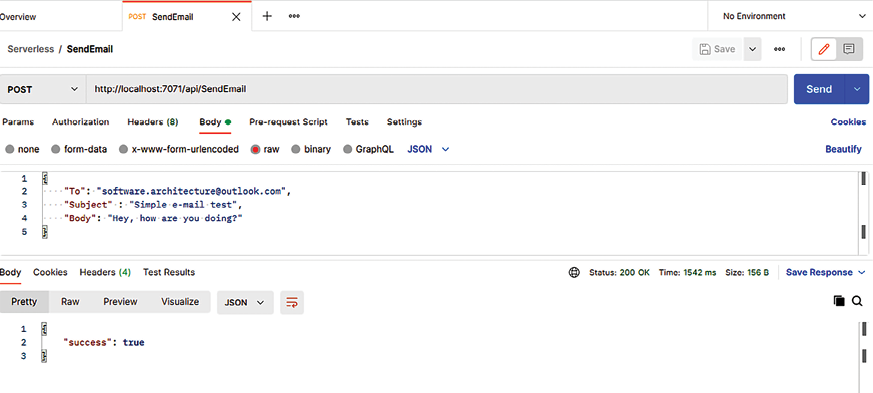 Overview POST SendEmail No Environment
Serverless / SendEmail Save
POST http://localhost:7071/api/SendEmail Send
Params Authorization Headers (8) Body Pre-request Script Tests Settings Cookies
none form-data x-www-form-urlencoded raw binary GraphQL JSON Beautify
1 {
2 "To": "software.architecture@outlook.com",
3 "Subject" : "Simple e-mail test",
4 "Body": "Hey, how are you doing?"
5 }
Body Cookies Headers (4) Test Results Status: 200 OK Time: 1542 ms Size: 156 B Save Response
Pretty Raw Preview Visualize JSON
1 {
2 "success": true
3 }